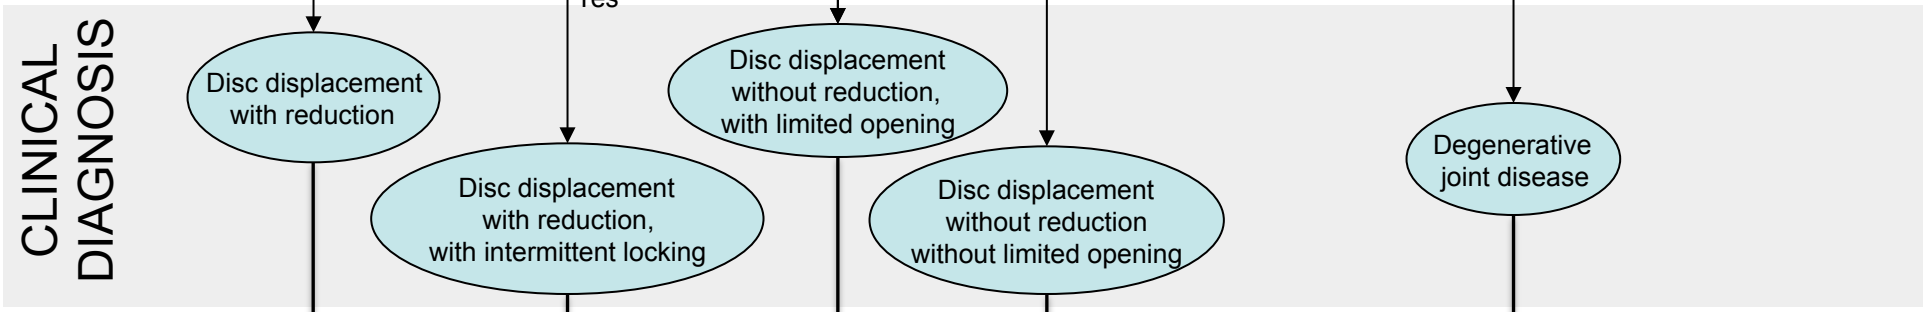 Yes
CLINICAL
DIAGNOSIS
Disc displacement
with reduction
Disc displacement
with reduction,
with intermittent locking
Disc displacement
without reduction,
with limited opening
Disc displacement
without reduction
without limited opening
Degenerative
joint disease